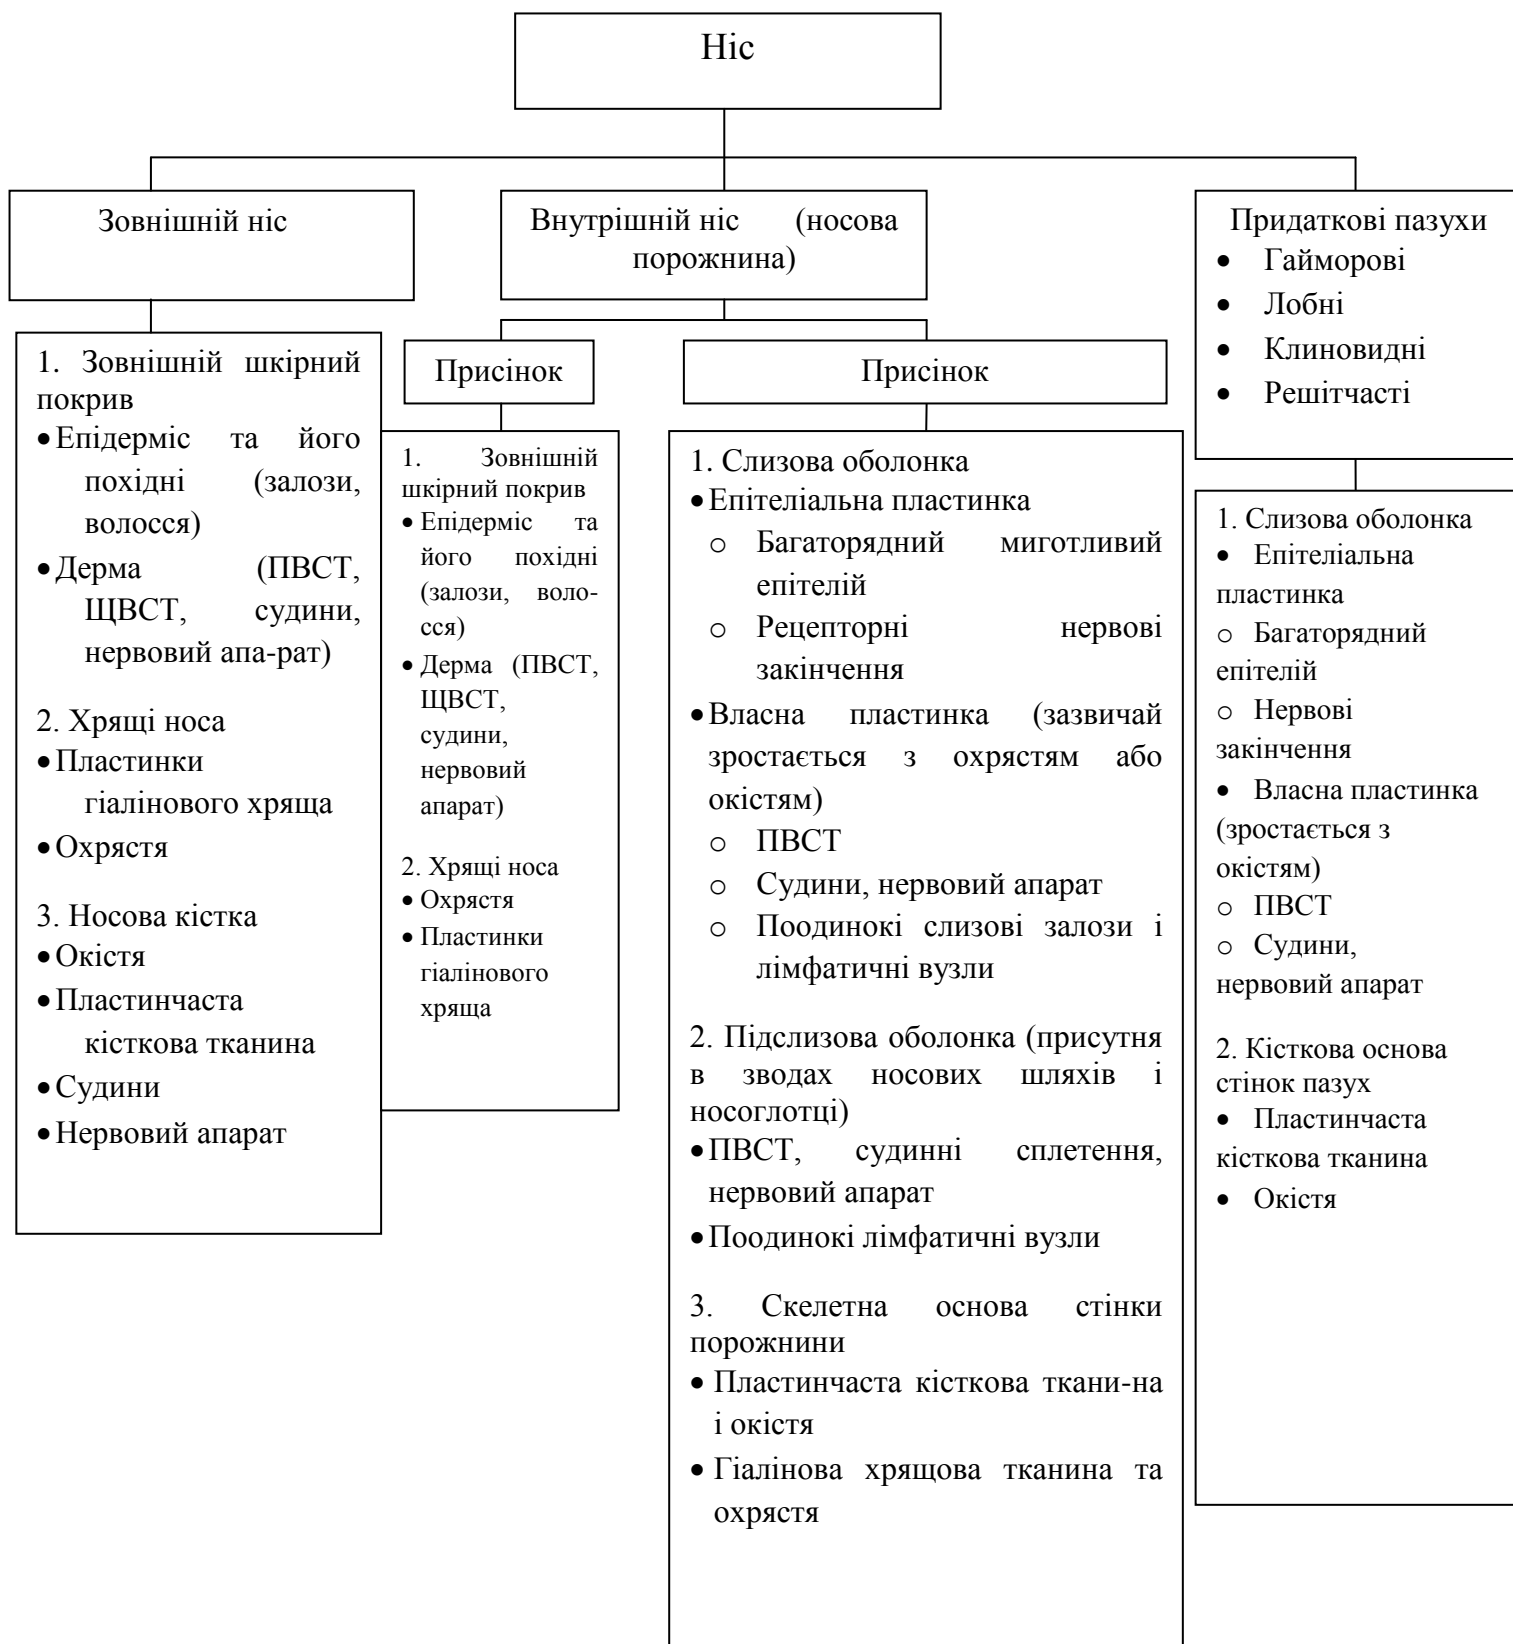 Ніс
Зовнішній ніс
1. Зовнішній шкірний
покрив
•Епідерміс та його
похідні (залози,
волосся)
•Дерма (ПВСТ,
ЩВСТ, судини,
нервовий апа-рат)
2. Хрящі носа
•Пластинки
гіалінового хряща
•Охрястя
3. Носова кістка
•Окістя
•Пластинчаста
кісткова тканина
•Судини
•Нервовий апарат
Внутрішній ніс (носова
порожнина)
Присінок
1. Зовнішній
шкірний покрив
• Епідерміс та
його похідні
(залози, воло-
сся)
• Дерма (ПВСТ,
ЩВСТ,
судини,
нервовий
апарат)
2. Хрящі носа
• Охрястя
• Пластинки
гіалінового
хряща
Присінок
1. Слизова оболонка
•Епітеліальна пластинка
o Багаторядний миготливий
епітелій
o Рецепторні нервові
закінчення
•Власна пластинка (зазвичай
зростається з охрястям або
окістям)
o ПВСТ
o Судини, нервовий апарат
o Поодинокі слизові залози і
лімфатичні вузли
2. Підслизова оболонка (присутня
в зводах носових шляхів і
носоглотці)
•ПВСТ, судинні сплетення,
нервовий апарат
•Поодинокі лімфатичні вузли
3. Скелетна основа стінки
порожнини
• Пластинчаста кісткова ткани-на
і окістя
• Гіалінова хрящова тканина та
охрястя
Придаткові пазухи
• Гайморові
• Лобні
• Клиновидні
• Решітчасті
1. Слизова оболонка
• Епітеліальна
пластинка
o Багаторядний
епітелій
o Нервові
закінчення
• Власна пластинка
(зростається з
окістям)
o ПВСТ
o Судини,
нервовий апарат
2. Кісткова основа
стінок пазух
• Пластинчаста
кісткова тканина
• Окістя